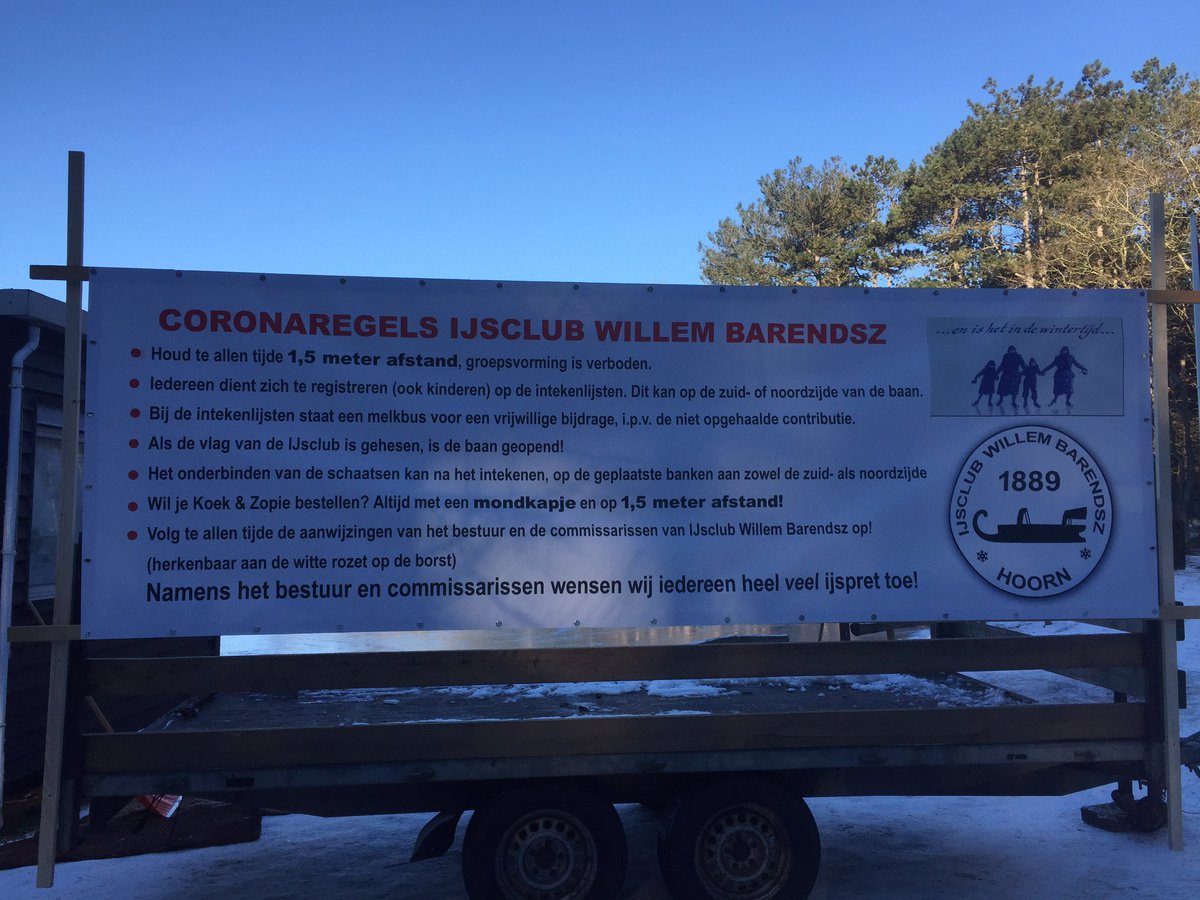 CORONAREGELS IJSCLUB WILLEM BARENDSZ
...en is het in de wintertijd...
• Houd te allen tijde 1,5 meter afstand, groepsvorming is verboden.
• Iedereen dient zich te registreren (ook kinderen) op de intekenlijsten. Dit kan op de zuid- of noordzijde van de baan.
• Bij de intekenlijsten staat een melkbus voor een vrijwillige bijdrage, i.p.v. de niet opgehaalde contributie.
• Als de vlag van de IJsclub is gehesen, is de baan geopend!
• Het onderbinden van de schaatsen kan na het intekenen, op de geplaatste banken aan zowel de zuid- als noordzijde
• Wil je Koek & Zopie bestellen? Altijd met een mondkapje en op 1,5 meter afstand!
• Volg te allen tijde de aanwijzingen van het bestuur en de commissarissen van IJsclub Willem Barendsz op!
(herkenbaar aan de witte rozet op de borst)
Namens het bestuur en commissarissen wensen wij iedereen heel veel ijspret toe!
IJSCLUB WILLEM BARENDSZ
1889
HOORN